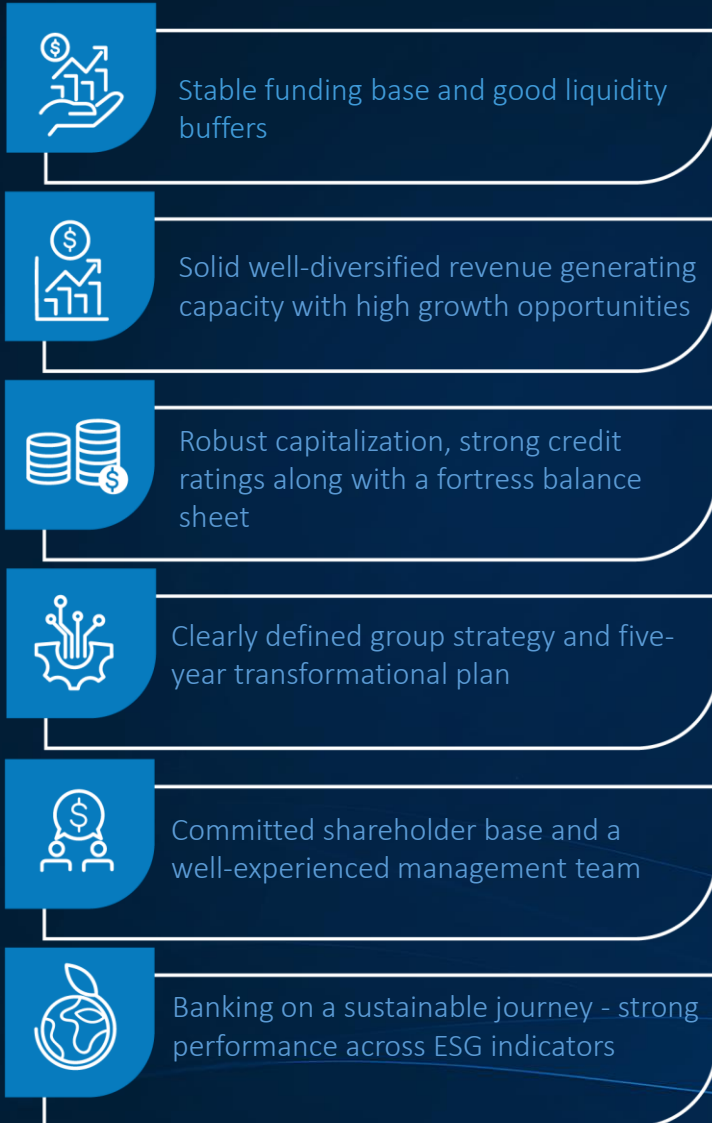 Stable funding base and good liquidity
buffers
Solid well-diversified revenue generating
capacity with high growth opportunities
Robust capitalization, strong credit
ratings along with a fortress balance
sheet
Clearly defined group strategy and five-
year transformational plan
Committed shareholder base and a
well-experienced management team
Banking on a sustainable journey - strong
performance across ESG indicators